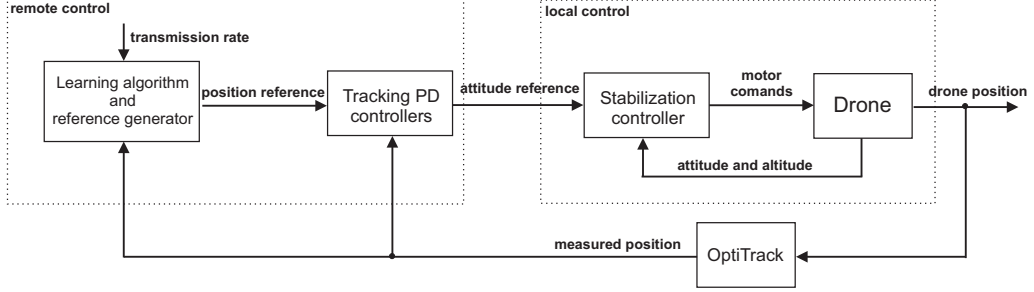 remote control
local control
transmission rate
Learning algorithm
and
reference generator
position reference
Tracking PD
controllers
attitude reference
Stabilization
controller
motor
comands
Drone
drone position
attitude and altitude
measured position
OptiTrack